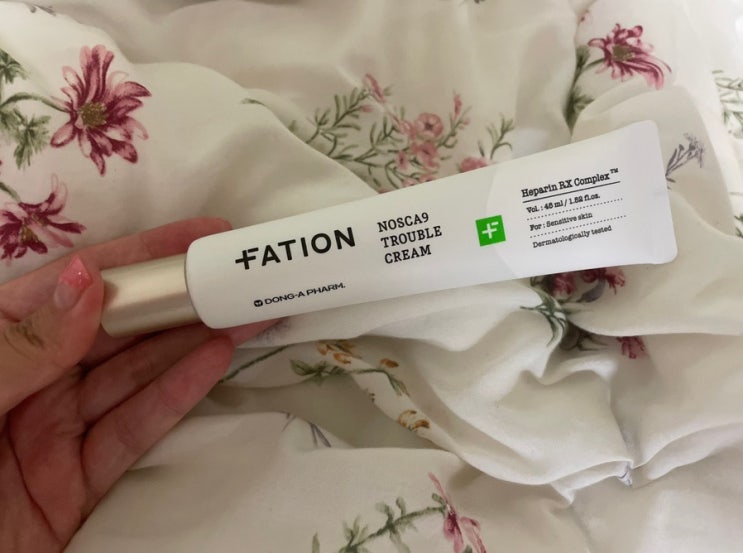 FATION
DONG-A PHARM.
NOSCA9
TROUBLE
CREAM
Heparin RX Complex™
Vol. : 45 ml / 1.52 fl.oz.
For : Sensitive skin
Dermatologically tested